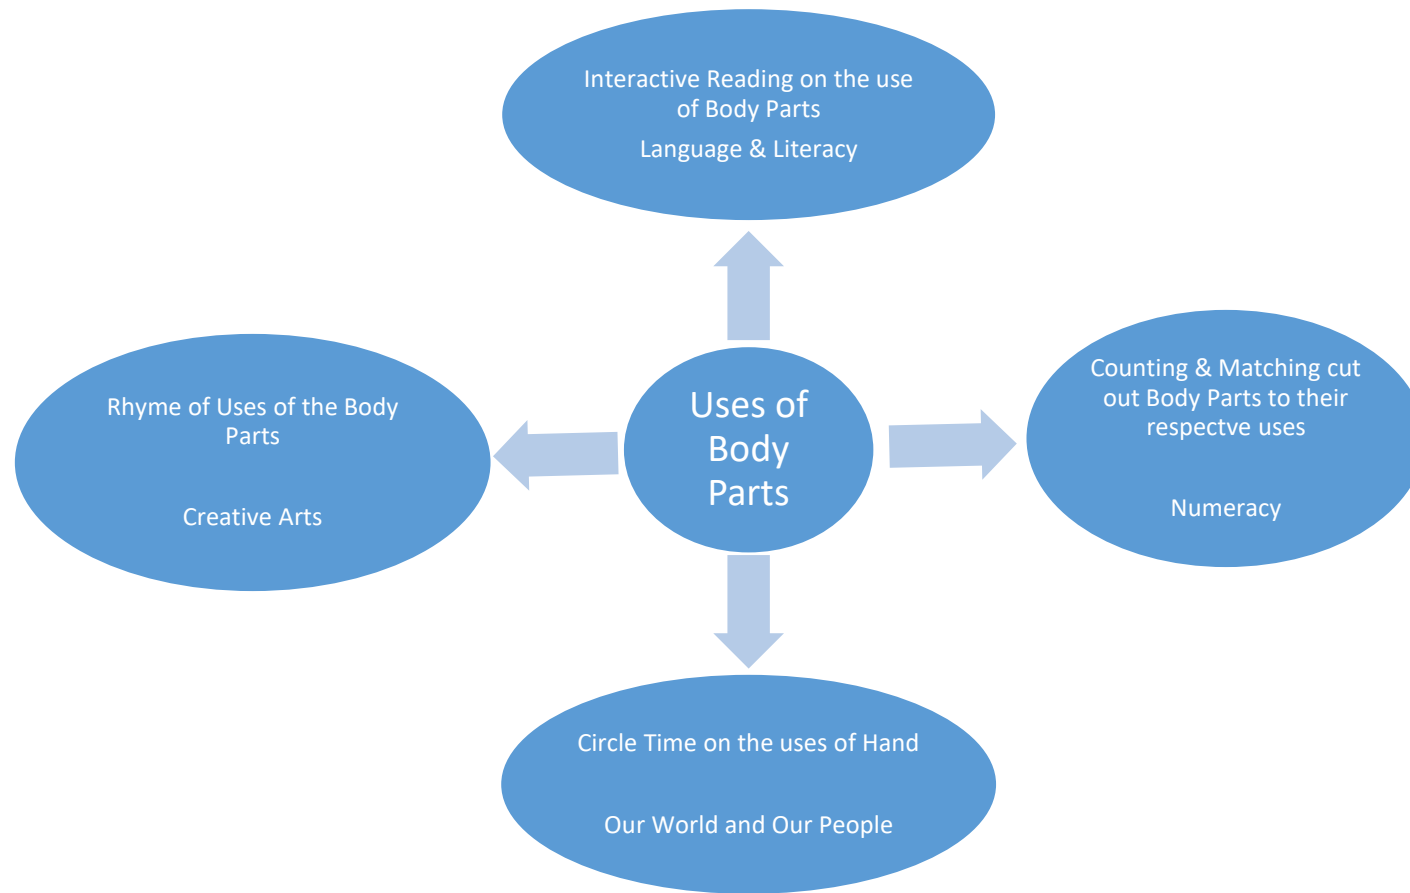 Interactive Reading on the use
of Body Parts
Language & Literacy
Rhyme of Uses of the Body
Parts
Creative Arts
Uses of
Body
Parts
Counting & Matching cut
out Body Parts to their
respectve uses
Numeracy
Circle Time on the uses of Hand
Our World and Our People